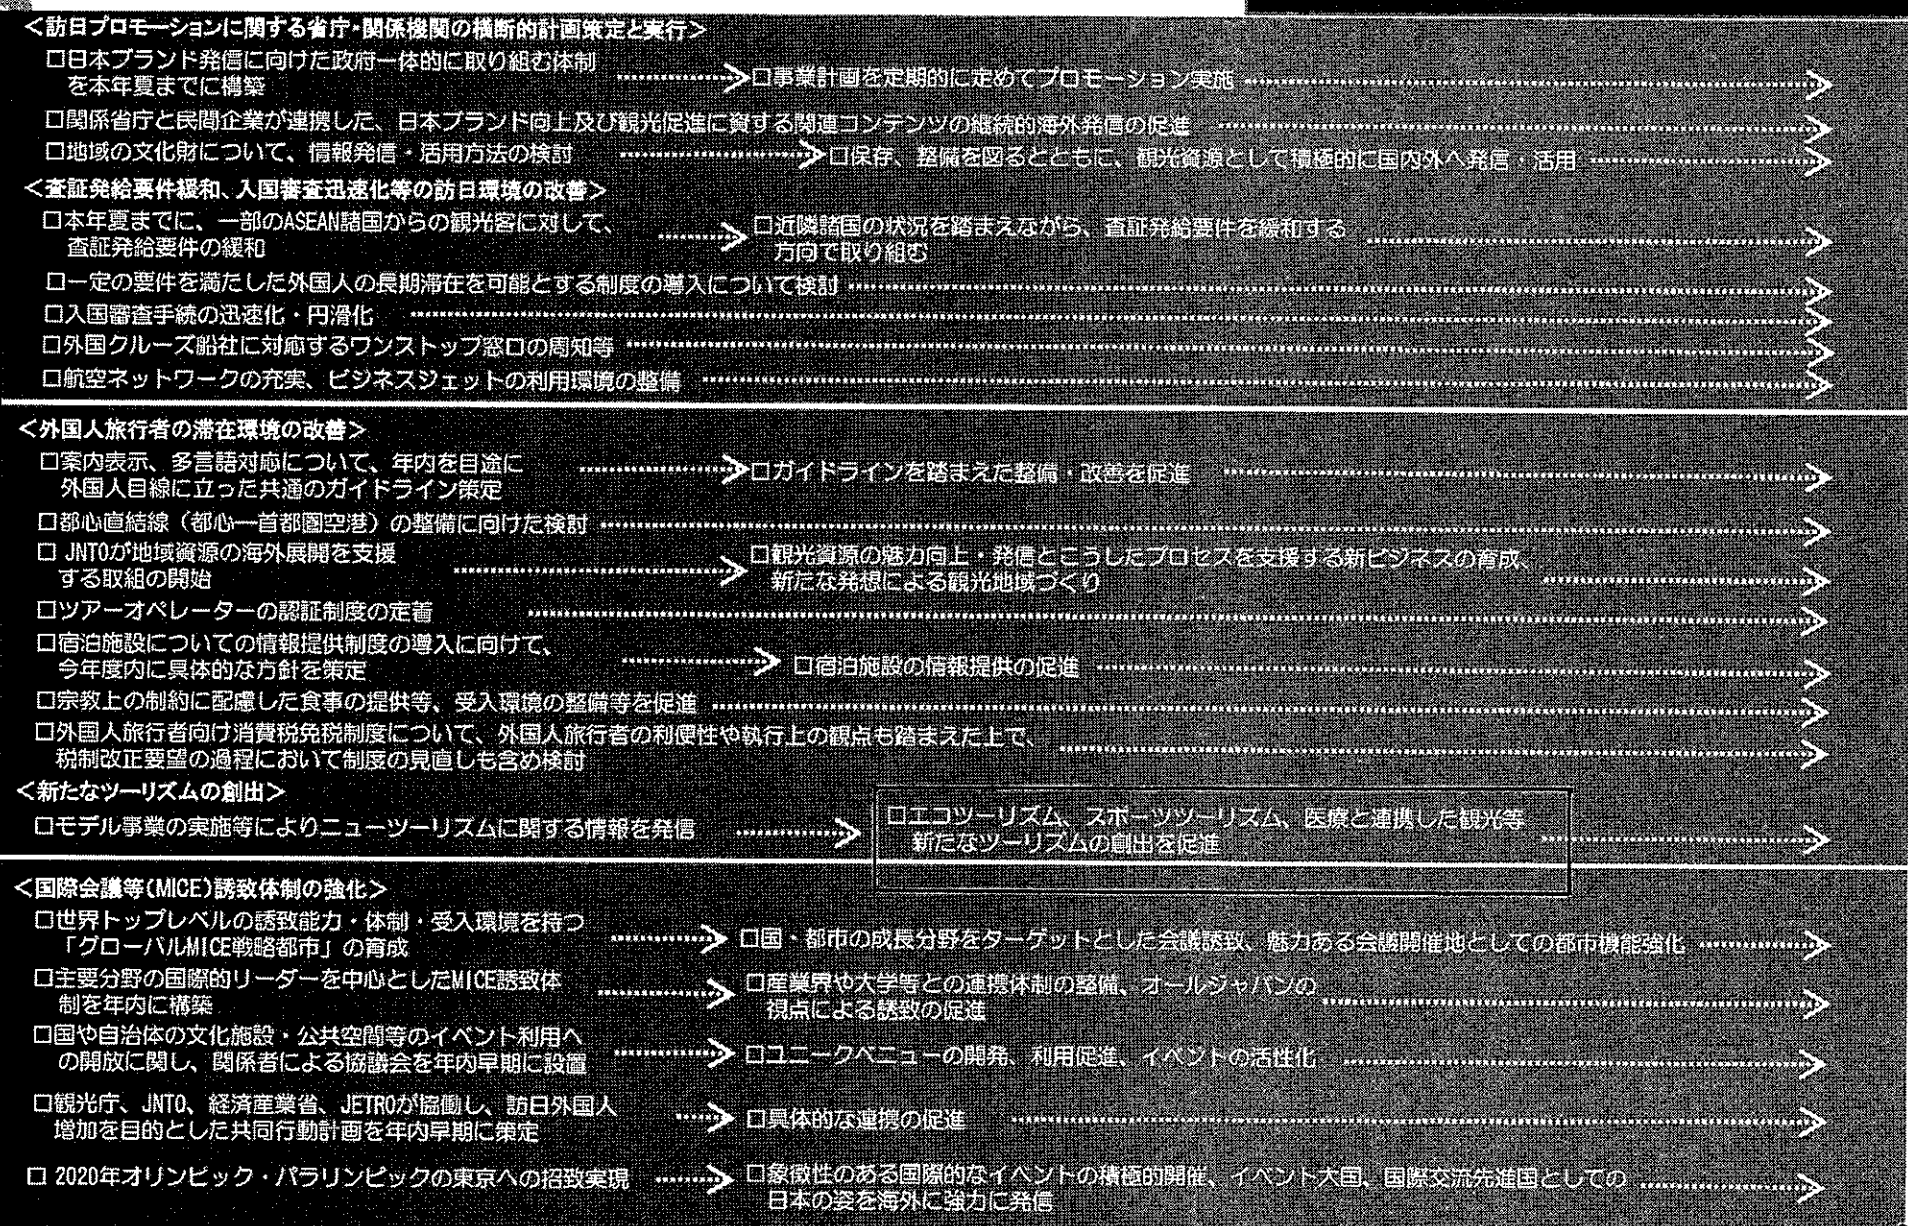 <訪日プロモーションに関する省庁・関係機関の横断的計画策定と実行>
□日本ブランド発信に向けた政府一体的に取り組む体制
を本年夏までに構築
□事業計画を定期的に定めてプロモーション実施
□関係省庁と民間企業が連携した、日本ブランド向上及び観光促進に資する関連コンテンツの継続的海外発信の促進
□地域の文化財について、情報発信・活用方法の検討
□保存、整備を図るとともに、観光資源として積極的に国内外へ発信・活用
<査証発給要件緩和、入国審査迅速化等の訪日環境の改善>
□本年夏までに、一部のASEAN諸国からの観光客に対して、
査証発給要件の緩和
□近隣諸国の状況を踏まえながら、査証発給要件を緩和する
方向で取り組む
□一定の要件を満たした外国人の長期滞在を可能とする制度の導入について検討
□入国審査手続の迅速化・円滑化
□外国クルーズ船社に対応するワンストップ窓口の周知等
□航空ネットワークの充実、ビジネスジェットの利用環境の整備
<外国人旅行者の滞在環境の改善>
□案内表示、多言語対応について、年内を目途に
外国人目線に立った共通のガイドライン策定
□ガイドラインを踏まえた整備・改善を促進
□都心直結線（都心―首都圏空港）の整備に向けた検討
□ JNTOが地域資源の海外展開を支援
する取組の開始
□観光資源の魅力向上・発信とこうしたプロセスを支援する新ビジネスの育成、
新たな発想による観光地域づくり
□ツアーオペレーターの認証制度の定着
□宿泊施設についての情報提供制度の導入に向けて、
今年度内に具体的な方針を策定
□宿泊施設の情報提供の促進
□宗教上の制約に配慮した食事の提供等、受入環境の整備等を促進
□外国人旅行者向け消費税免税制度について、外国人旅行者の利便性や執行上の観点も踏まえた上で、
税制改正要望の過程において制度の見直しも含め検討
<新たなツーリズムの創出>
□モデル事業の実施等によりニューツーリズムに関する情報を発信
□エコツーリズム、スポーツツーリズム、医療と連携した観光等
新たなツーリズムの創出を促進
<国際会議等(MICE)誘致体制の強化>
□世界トップレベルの誘致能力・体制・受入環境を持つ
「グローバルMICE戦略都市」の育成
□国・都市の成長分野をターゲットとした会議誘致、魅力ある会議開催地としての都市機能強化
□主要分野の国際的リーダーを中心としたMICE誘致体
制を年内に構築
□産業界や大学等との連携体制の整備、オールジャパンの
視点による誘致の促進
□国や自治体の文化施設・公共空間等のイベント利用へ
の開放に関し、関係者による協議会を年内早期に設置
□ユニークベニューの開発、利用促進、イベントの活性化
□観光庁、JNTO、経済産業省、JETROが協働し、訪日外国人
増加を目的とした共同行動計画を年内早期に策定
□具体的な連携の促進
□ 2020年オリンピック・パラリンピックの東京への招致実現
□象徴性のある国際的なイベントの積極的開催、イベント大国、国際交流先進国としての
日本の姿を海外に強力に発信